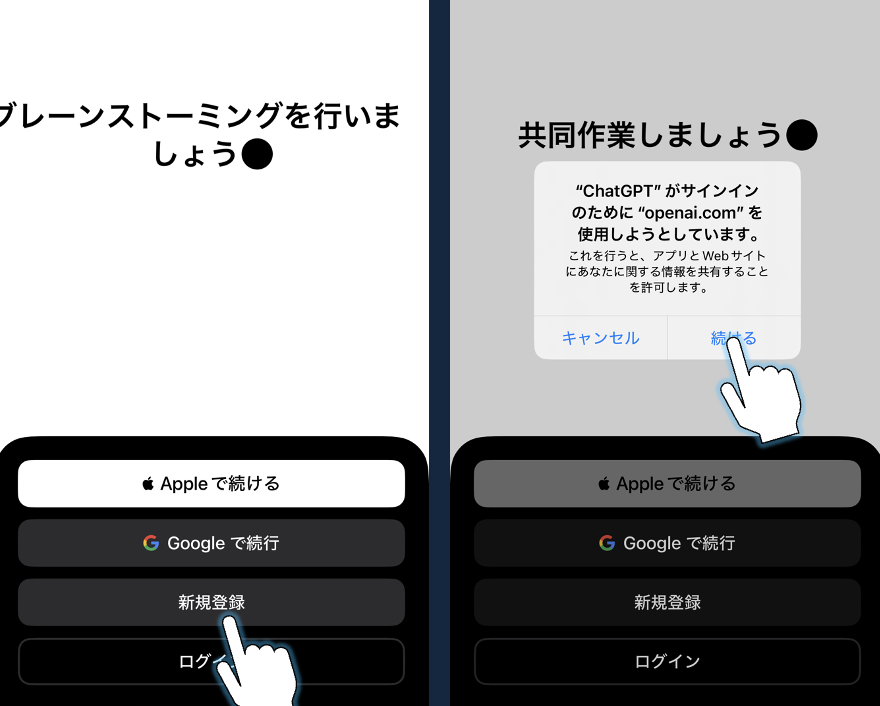 ブレーンストーミングを行いま
しょう●
Appleで続ける
Google で続行
新規登録
ログイン
共同作業しましょう●
“ChatGPT” がサインイン
のために “openai.com” を
使用しようとしています。
これを行うと、アプリとWebサイト
にあなたに関する情報を共有すること
を許可します。
キャンセル
続ける
Appleで続ける
Google で続行
新規登録
ログイン